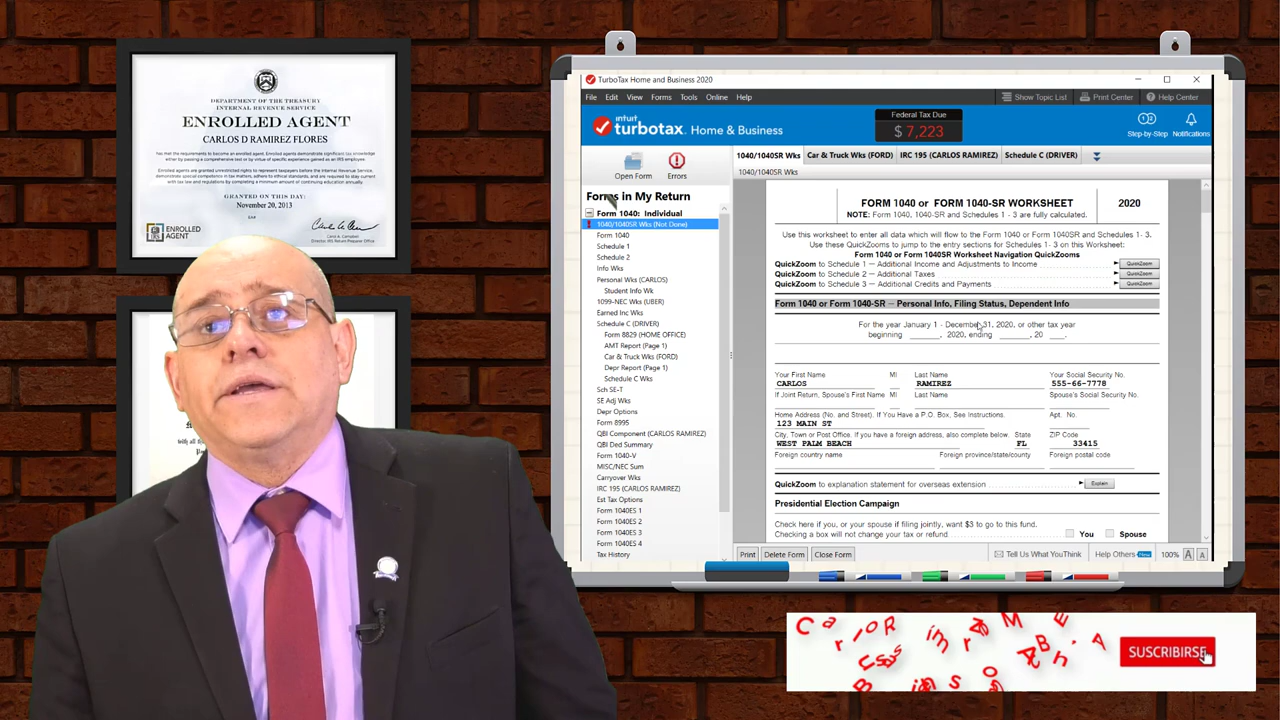 DEPARTMENT OF THE TREASURY
INTERNAL REVENUE SERVICE
ENROLLED AGENT
CARLOS D RAMIREZ FLORES
GRANTED ON THIS DAY:
November 20, 2013
IRS
ENROLLED
AGENT
TurboTax Home and Business 2020
File Edit View Forms Tools Online Help
Show Topic List Print Center Help Center
intuit
turbotax. Home & Business
Federal Tax Due
$ 7,223
Step-by-Step Notifications
Open Form Errors
1040/1040SR Wks Car & Truck Wks (FORD) IRC 195 (CARLOS RAMIREZ) Schedule C (DRIVER)
1040/1040SR Wks
Forms in My Return
Form 1040: Individual
1040/1040SR Wks (Not Done)
Form 1040
Schedule 1
Schedule 2
Info Wks
Personal Wks (CARLOS)
Student Info Wk
1099-NEC Wks (UBER)
Earned Inc Wks
Schedule C (DRIVER)
Form 8829 (HOME OFFICE)
AMT Report (Page 1)
Car & Truck Wks (FORD)
Depr Report (Page 1)
Schedule C Wks
Sch SE-T
SE Adj Wks
Depr Options
Form 8995
QBI Component (CARLOS RAMIREZ)
QBI Ded Summary
Form 1040-V
MISC/NEC Sum
Carryover Wks
IRC 195 (CARLOS RAMIREZ)
Est Tax Options
Form 1040ES 1
Form 1040ES 2
Form 1040ES 3
Form 1040ES 4
Tax History
FORM 1040 or FORM 1040-SR WORKSHEET 2020
NOTE: Form 1040, 1040-SR and Schedules 1 - 3 are fully calculated.
Use this worksheet to enter all data which will flow to the Form 1040 or Form 1040SR and Schedules 1- 3.
Use these QuickZooms to jump to the entry sections for Schedules 1- 3 on this Worksheet:
Form 1040 or Form 1040-SR Worksheet Navigation QuickZooms
QuickZoom to Schedule 1 — Additional Income and Adjustments to Income QuickZoom
QuickZoom to Schedule 2 — Additional Taxes QuickZoom
QuickZoom to Schedule 3 — Additional Credits and Payments QuickZoom
Form 1040 or Form 1040-SR — Personal Info, Filing Status, Dependent Info
For the year January 1 - December 31, 2020, or other tax year
beginning , 2020, ending , 20 .
Your First Name MI Last Name Your Social Security No.
CARLOS RAMIREZ 555-66-7778
If Joint Return, Spouse's First Name MI Last Name Spouse's Social Security No.
Home Address (No. and Street). If You Have a P.O. Box, See Instructions. Apt. No.
123 MAIN ST
City, Town or Post Office. If you have a foreign address, also complete below. State ZIP Code
WEST PALM BEACH FL 33415
Foreign country name Foreign province/state/county Foreign postal code
QuickZoom to explanation statement for overseas extension Explain
Presidential Election Campaign
Check here if you, or your spouse if filing jointly, want $3 to go to this fund.
Checking a box will not change your tax or refund You Spouse
Print Delete Form Close Form Tell Us What YouThink Help Others New 100% A A
SUSCRIBIRSE